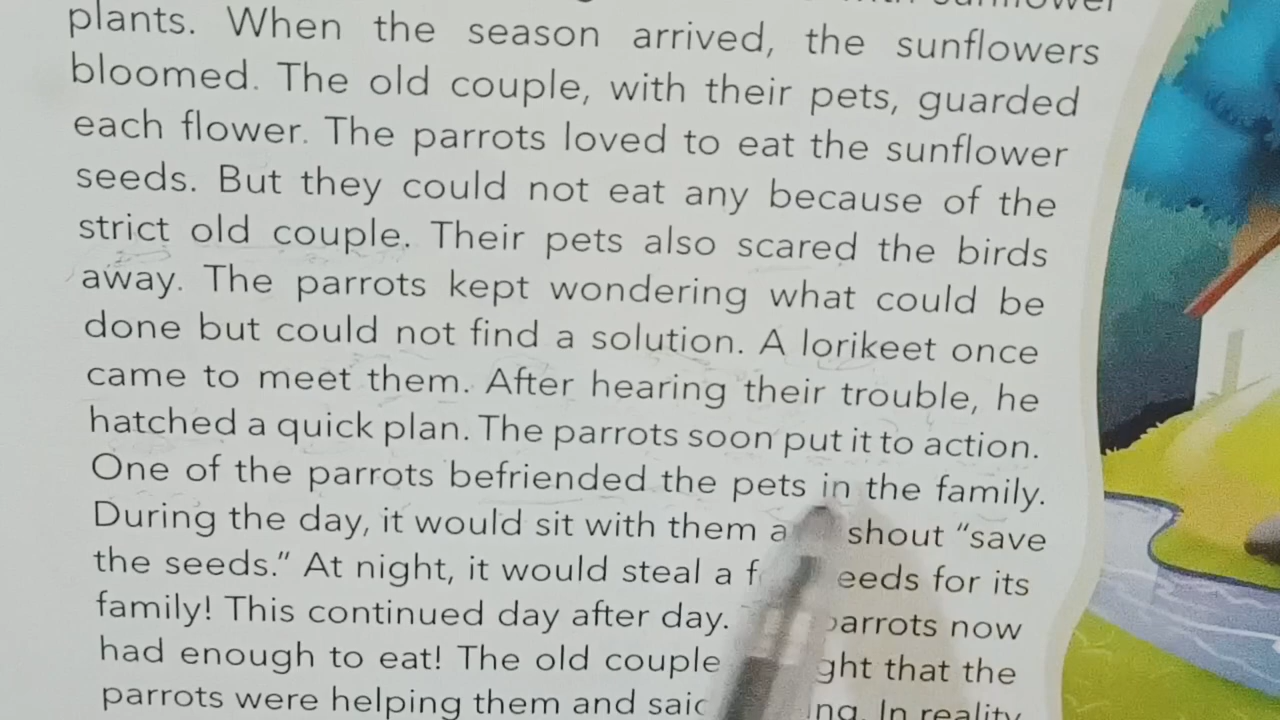 sunflower
plants. When the season arrived, the sunflowers
bloomed. The old couple, with their pets, guarded
each flower. The parrots loved to eat the sunflower
seeds. But they could not eat any because of the
strict old couple. Their pets also scared the birds
away. The parrots kept wondering what could be
done but could not find a solution. A lorikeet once
came to meet them. After hearing their trouble, he
hatched a quick plan. The parrots soon put it to action.
One of the parrots befriended the pets in the family.
During the day, it would sit with them shout “save
the seeds.” At night, it would steal a for its
family! This continued day after day. parrots now
had enough to eat! The old couple that the
parrots were helping them and In reality